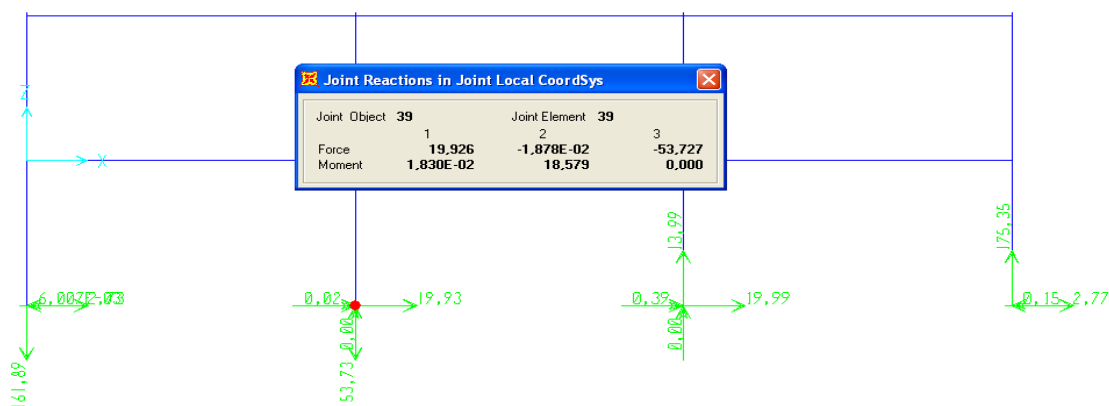 Joint Reactions in Joint Local CoordSys
Joint Object 39 Joint Element 39
1 2 3
Force 19,926 -1,878E-02 -53,727
Moment 1,830E-02 18,579 0,000
Z
X
13,99
175,35
0,02
19,93
0,39
19,99
0,15
2,77
0,00
0,00
161,89
53,73